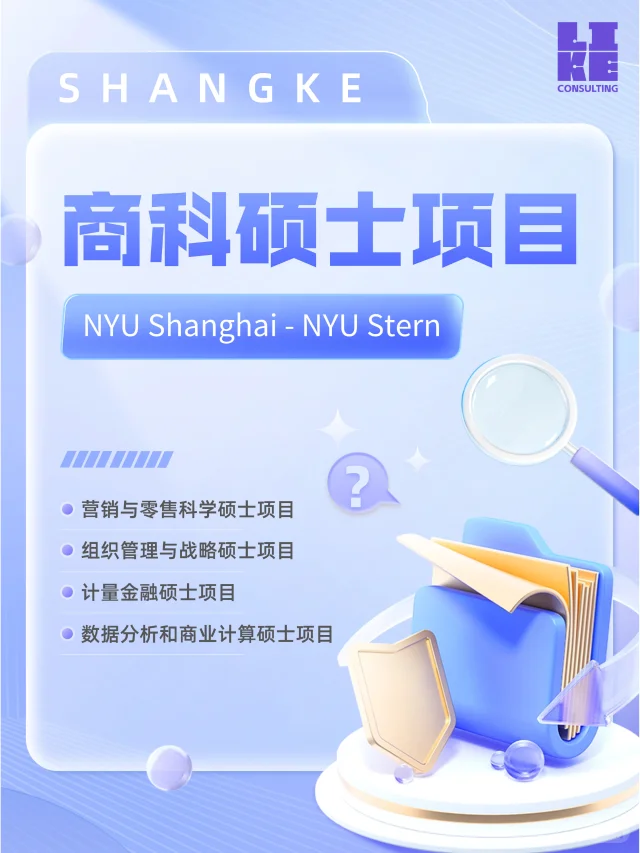 LIKE
CONSULTING
SHANGKE
商科硕士项目
NYU Shanghai - NYU Stern
?
营销与零售科学硕士项目
组织管理与战略硕士项目
计量金融硕士项目
数据分析和商业计算硕士项目